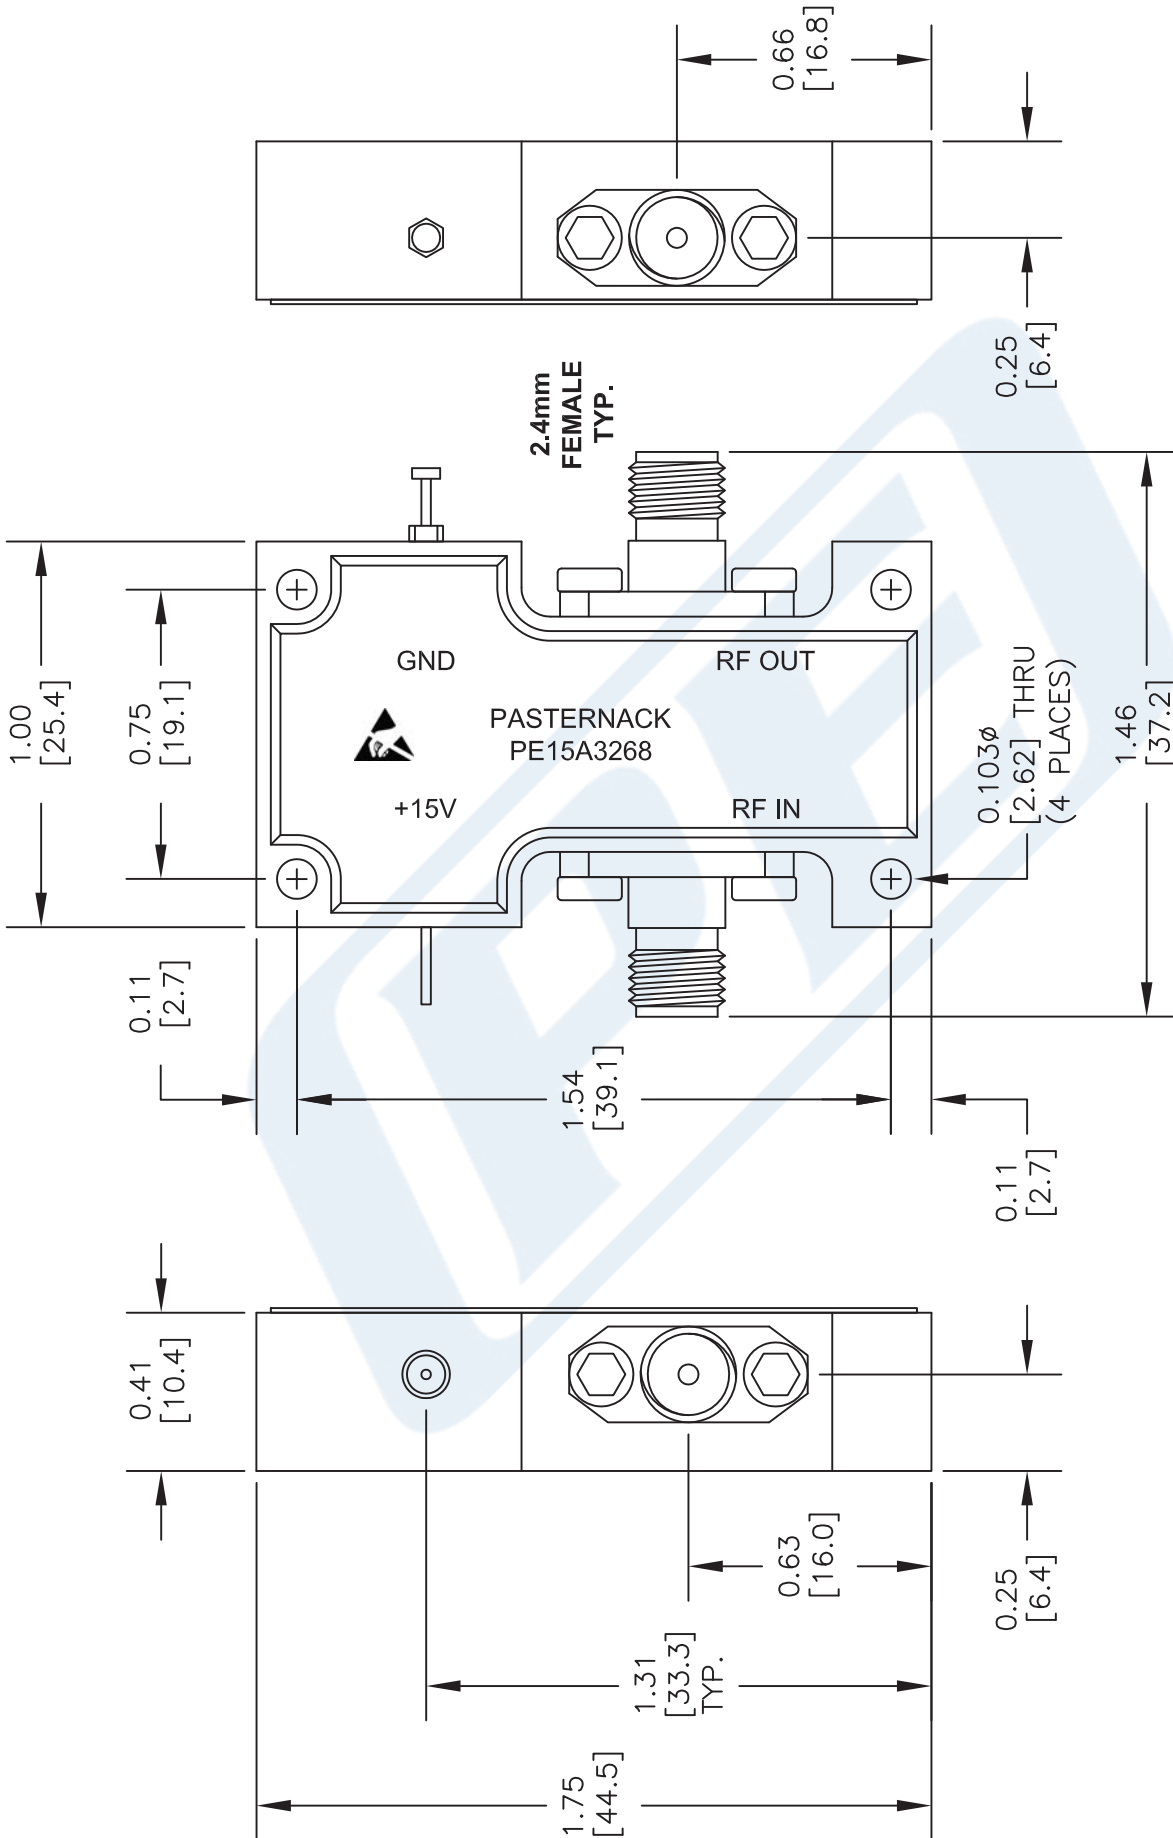 0.66
[16.8]
0.25
[6.4]
2.4mm
FEMALE
TYP.
1.00
[25.4]
0.75
[19.1]
GND
RF OUT
PASTERNACK
PE15A3268
+15V
RF IN
0.103ø
[2.62] THRU
(4 PLACES)
1.46
[37.2]
0.11
[2.7]
1.54
[39.1]
0.11
[2.7]
0.41
[10.4]
0.63
[16.0]
0.25
[6.4]
1.31
[33.3]
TYP.
1.75
[44.5]
PE